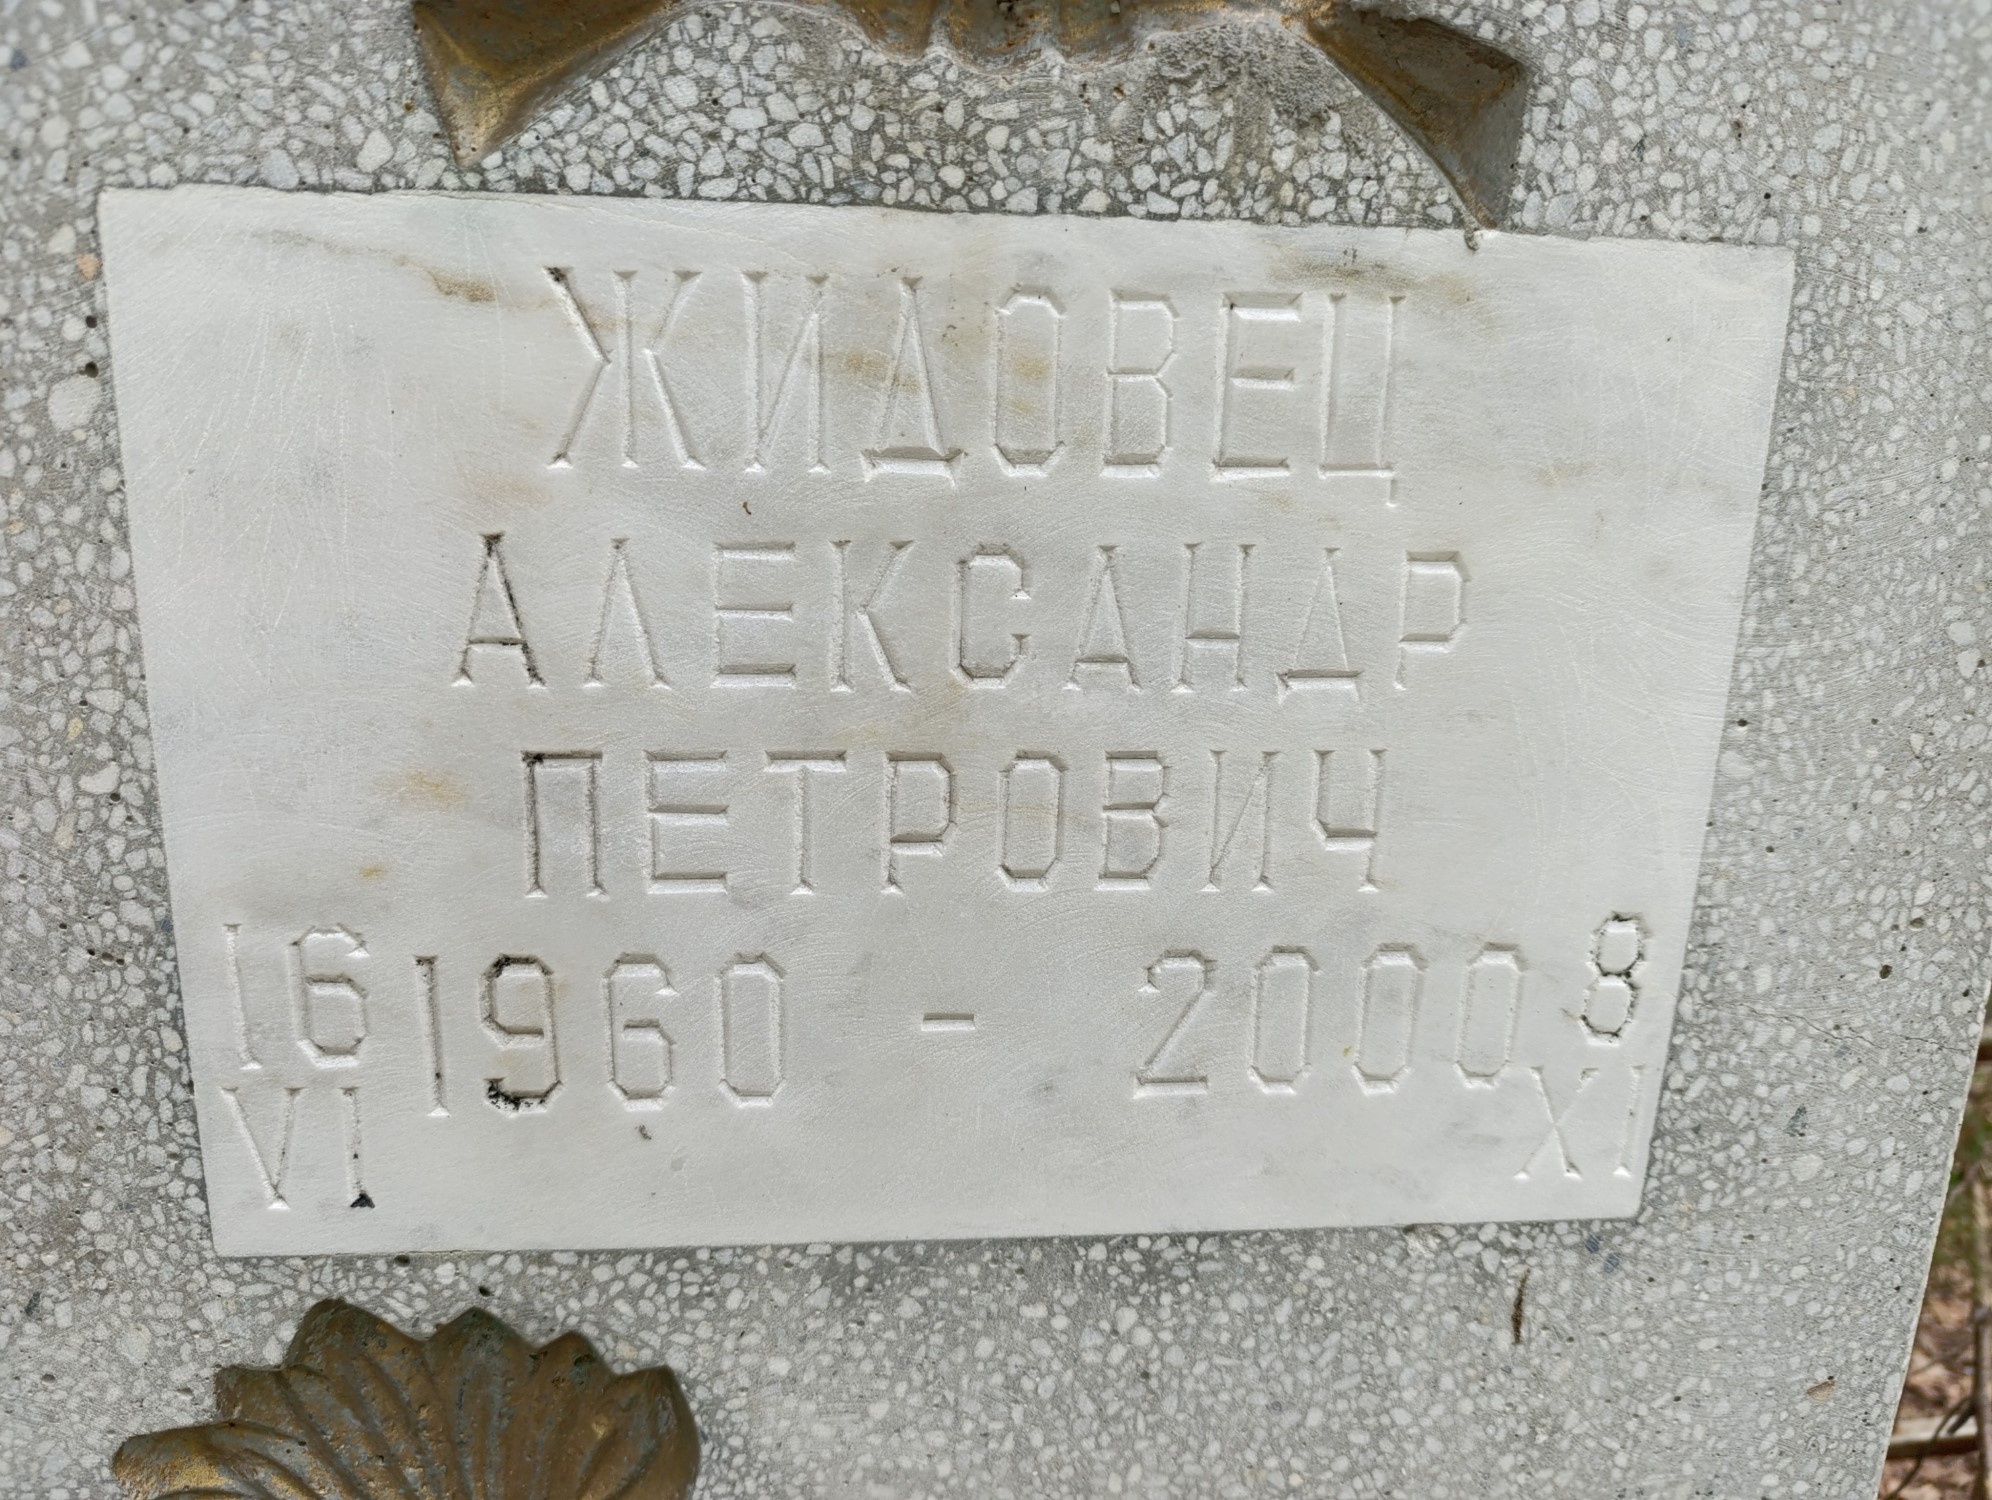 ЖИДОВЕЦ
АЛЕКСАНДР
ПЕТРОВИЧ
16 1960 - 2000 8
VI XI